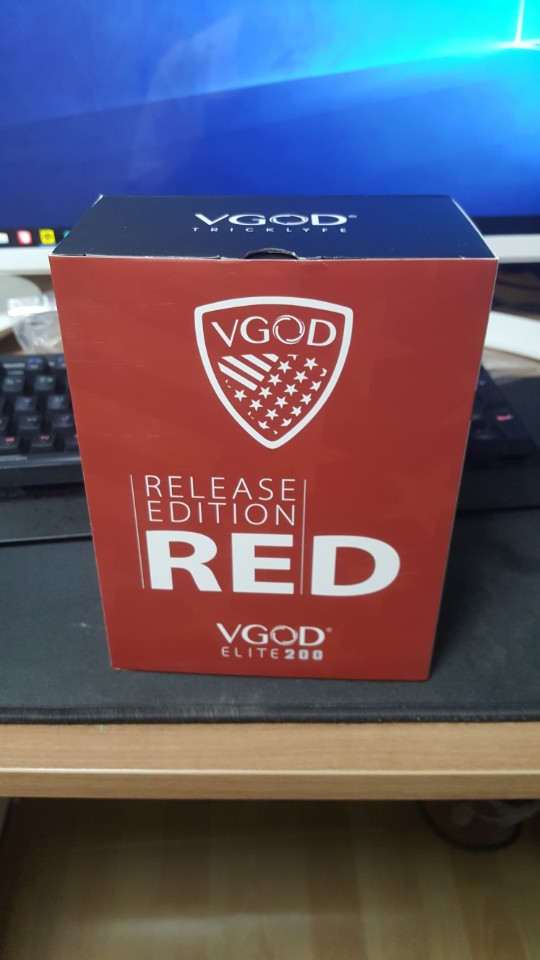 VGOD®
TRICKLYFE
VGOD
RELEASE
EDITION
RED
VGOD®
ELITE200